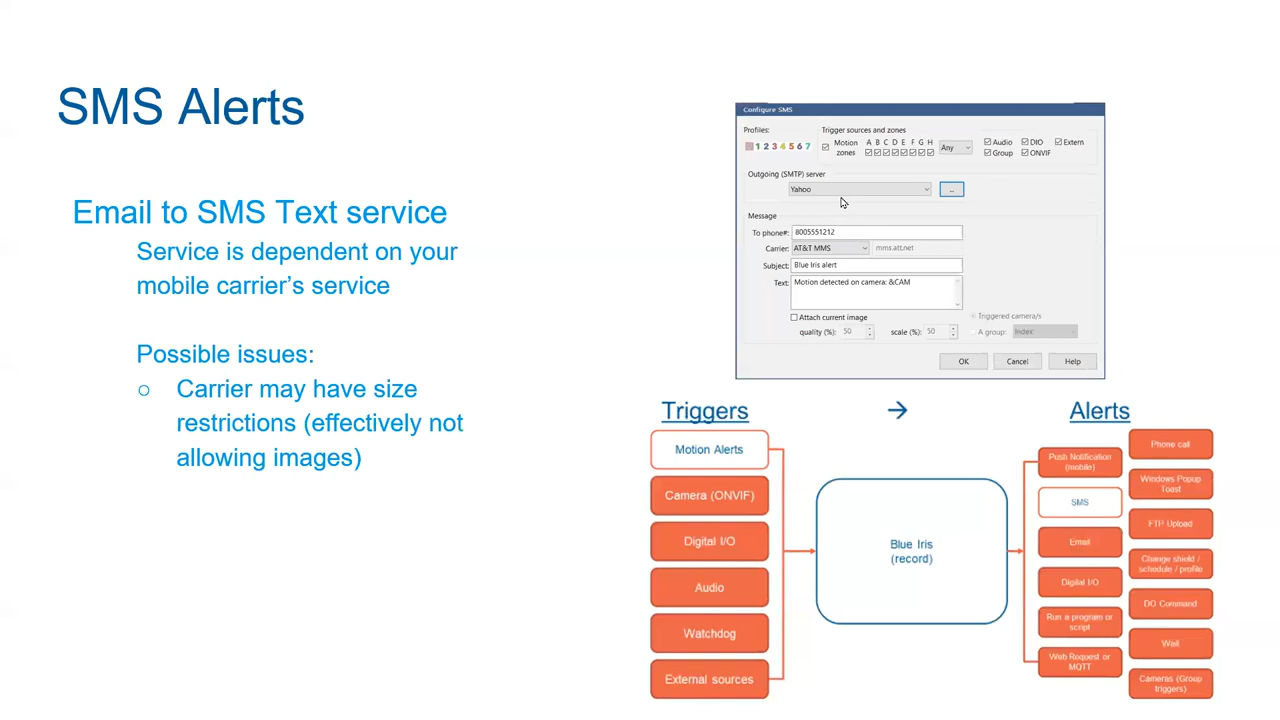 SMS Alerts
Email to SMS Text service
Service is dependent on your
mobile carrier's service
Possible issues:
○ Carrier may have size
restrictions (effectively not
allowing images)
Configure SMS
Profiles:
1 2 3 4 5 6 7
Trigger sources and zones
Motion zones
A B C D E F G H
Any
Audio
DIO
Extern
Group
ONVIF
Outgoing (SMTP) server
Yahoo
...
Message
To phone#: 8005551212
Carrier: AT&T MMS mms.att.net
Subject: Blue Iris alert
Text: Motion detected on camera: &CAM
Attach current image
quality (%): 50 scale (%): 50
Triggered camera/s
A group: Index
OK Cancel Help
Triggers → Alerts
Motion Alerts
Camera (ONVIF)
Digital I/O
Audio
Watchdog
External sources
Blue Iris
(record)
Push Notification
(mobile)
SMS
Email
Digital I/O
Run a program or
script
Web Request or
MQTT
Phone call
Windows Popup
Toast
FTP Upload
Change shield /
schedule / profile
DO Command
Wait
Cameras (Group
triggers)